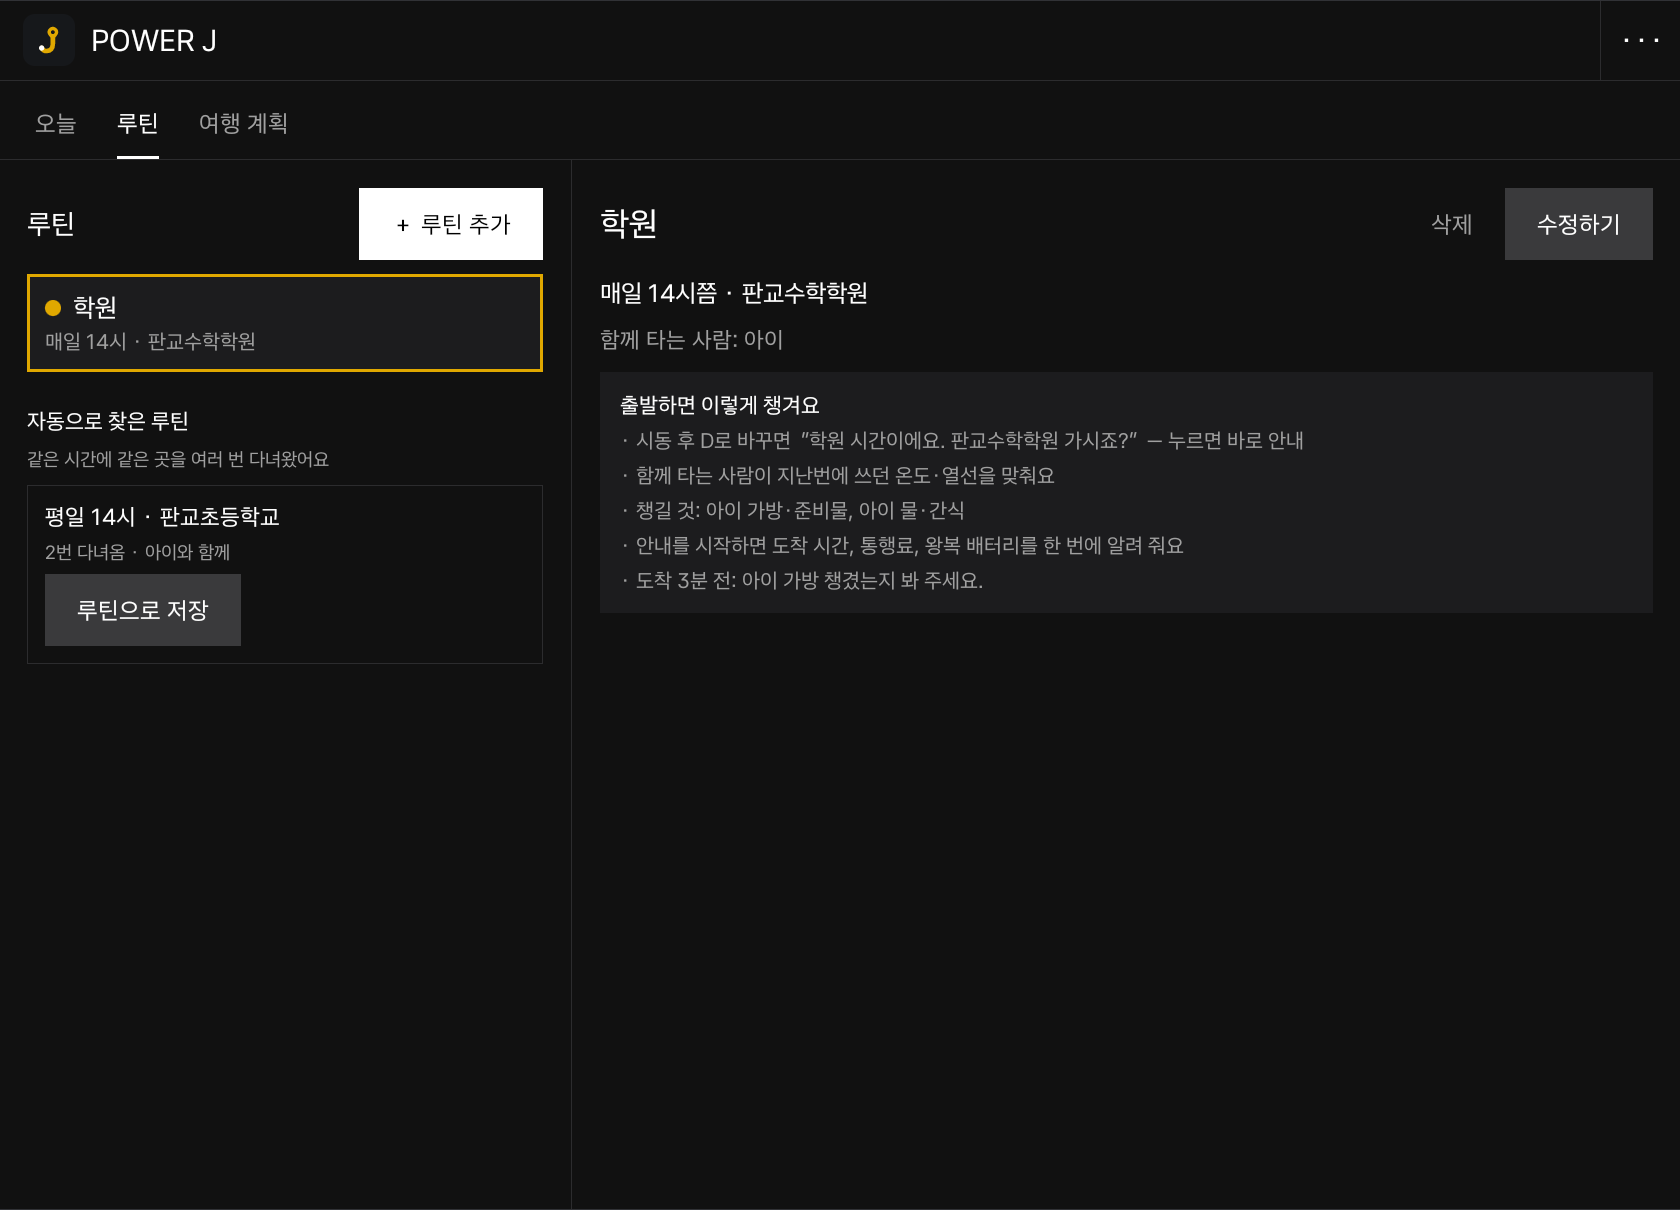 POWER J
···
오늘
루틴
여행 계획
루틴
+ 루틴 추가
학원
매일 14시 · 판교수학학원
자동으로 찾은 루틴
같은 시간에 같은 곳을 여러 번 다녀왔어요
평일 14시 · 판교초등학교
2번 다녀옴 · 아이와 함께
루틴으로 저장
학원
삭제
수정하기
매일 14시쯤 · 판교수학학원
함께 타는 사람: 아이
출발하면 이렇게 챙겨요
· 시동 후 D로 바꾸면 "학원 시간이에요. 판교수학학원 가시죠?" — 누르면 바로 안내
· 함께 타는 사람이 지난번에 쓰던 온도·열선을 맞춰요
· 챙길 것: 아이 가방·준비물, 아이 물·간식
· 안내를 시작하면 도착 시간, 통행료, 왕복 배터리를 한 번에 알려 줘요
· 도착 3분 전: 아이 가방 챙겼는지 봐 주세요.